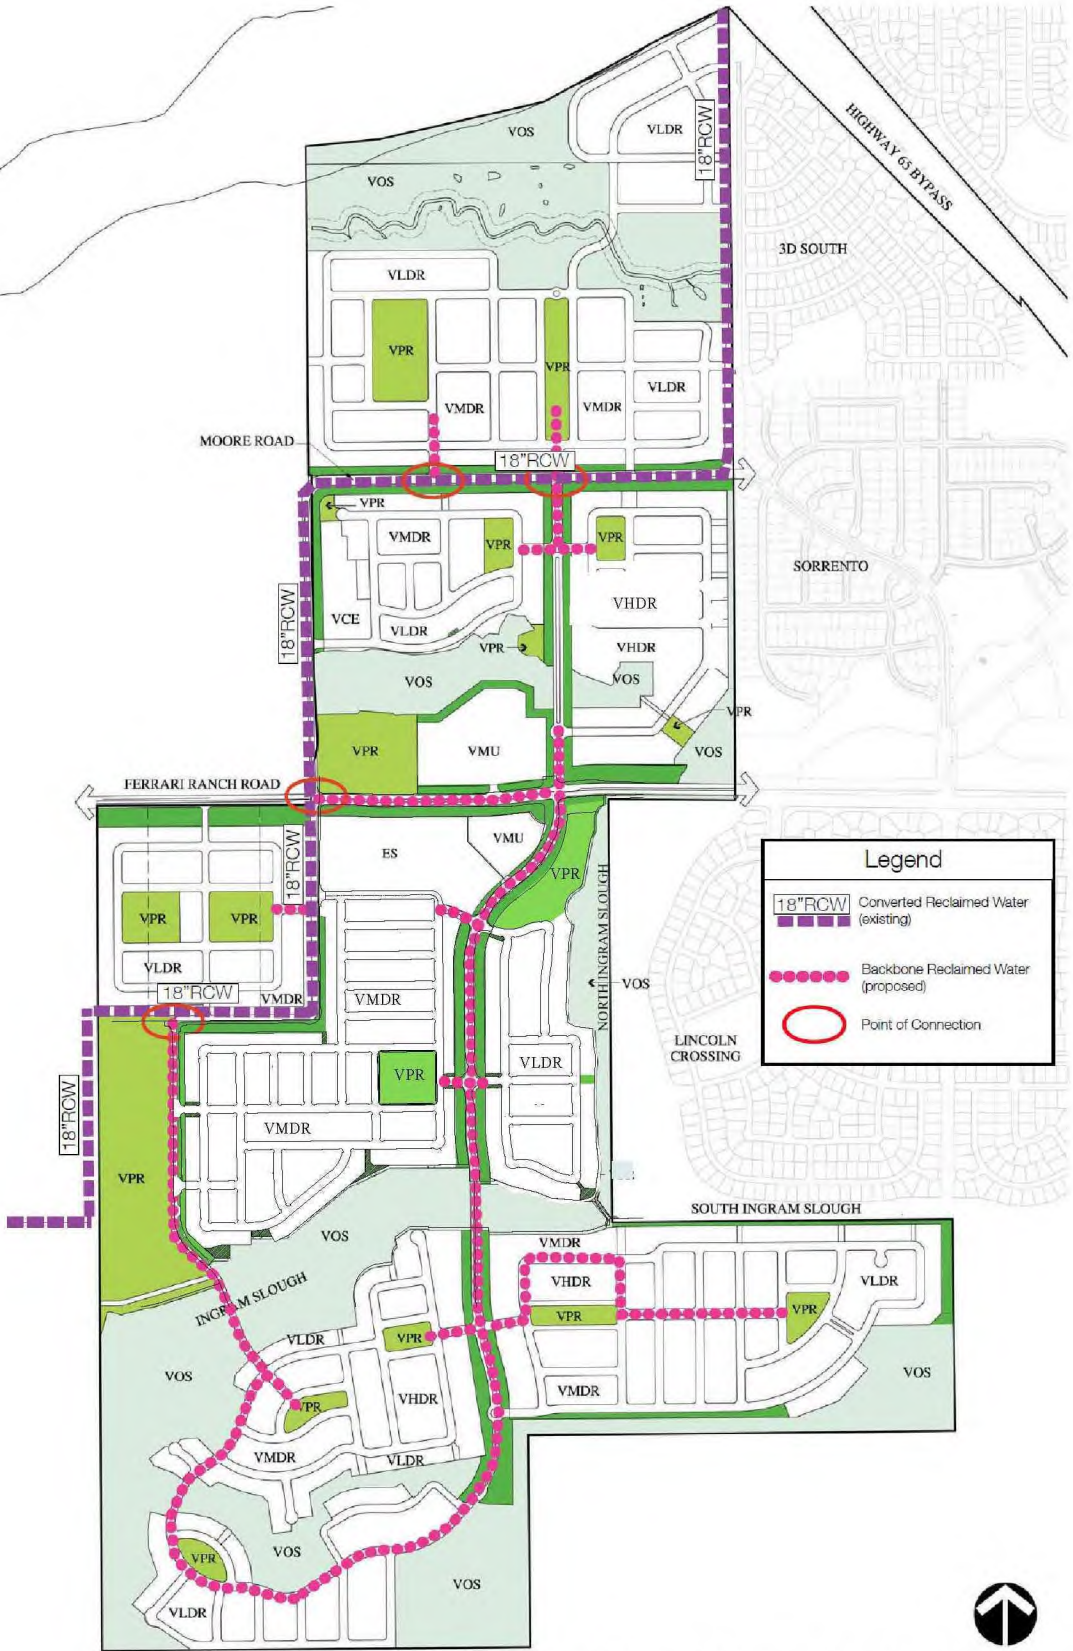 VOS
VLDR
18"RCW
HIGHWAY 65 BYPASS
VOS
3D SOUTH
VLDR
VPR
VPR
VLDR
VMDR
VMDR
MOORE ROAD
18"RCW
VPR
VMDR
VPR
VPR
SORRENTO
18"RCW
VCE
VLDR
VHDR
VPR
VHDR
VOS
VOS
VPR
VPR
VMU
VOS
FERRARI RANCH ROAD
18"RCW
ES
VMU
VPR
NORTH INGRAM SLOUGH
Legend
18"RCW Converted Reclaimed Water
(existing)
Backbone Reclaimed Water
(proposed)
Point of Connection
VPR
VPR
VLDR
18"RCW
VMDR
VMDR
VOS
LINCOLN
CROSSING
VPR
VLDR
18"RCW
VMDR
VPR
SOUTH INGRAM SLOUGH
VOS
VMDR
VHDR
VLDR
INGRAM SLOUGH
VPR
VPR
VLDR
VPR
VOS
VHDR
VMDR
VOS
VPR
VMDR
VLDR
VPR
VOS
VOS
VLDR